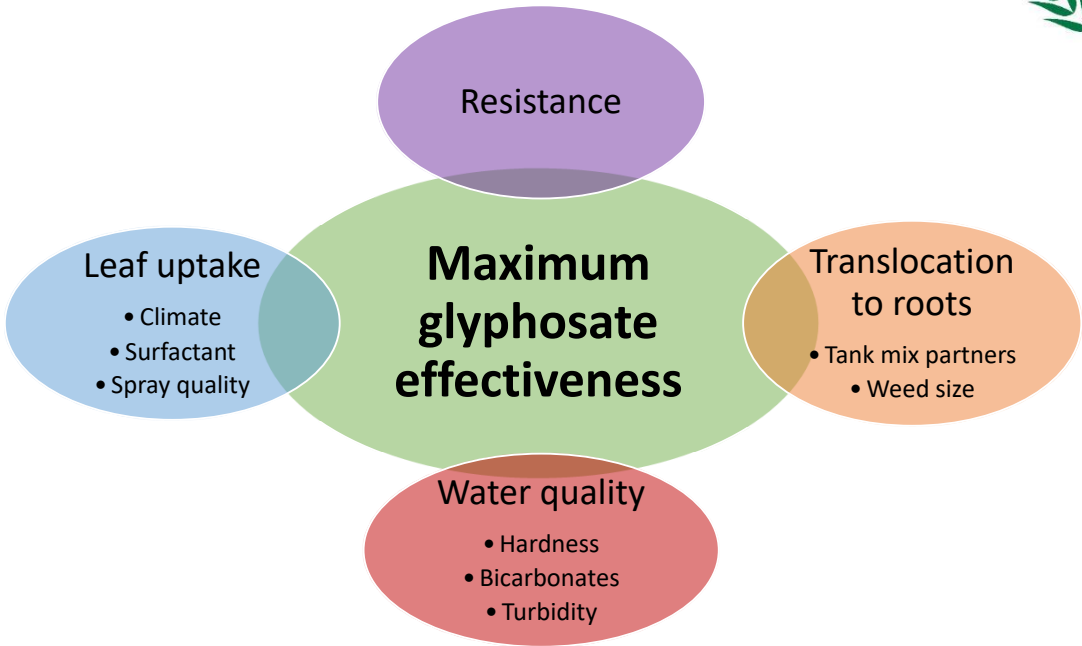 Resistance
Leaf uptake
• Climate
• Surfactant
• Spray quality
Maximum
glyphosate
effectiveness
Translocation
to roots
• Tank mix partners
• Weed size
Water quality
• Hardness
• Bicarbonates
• Turbidity